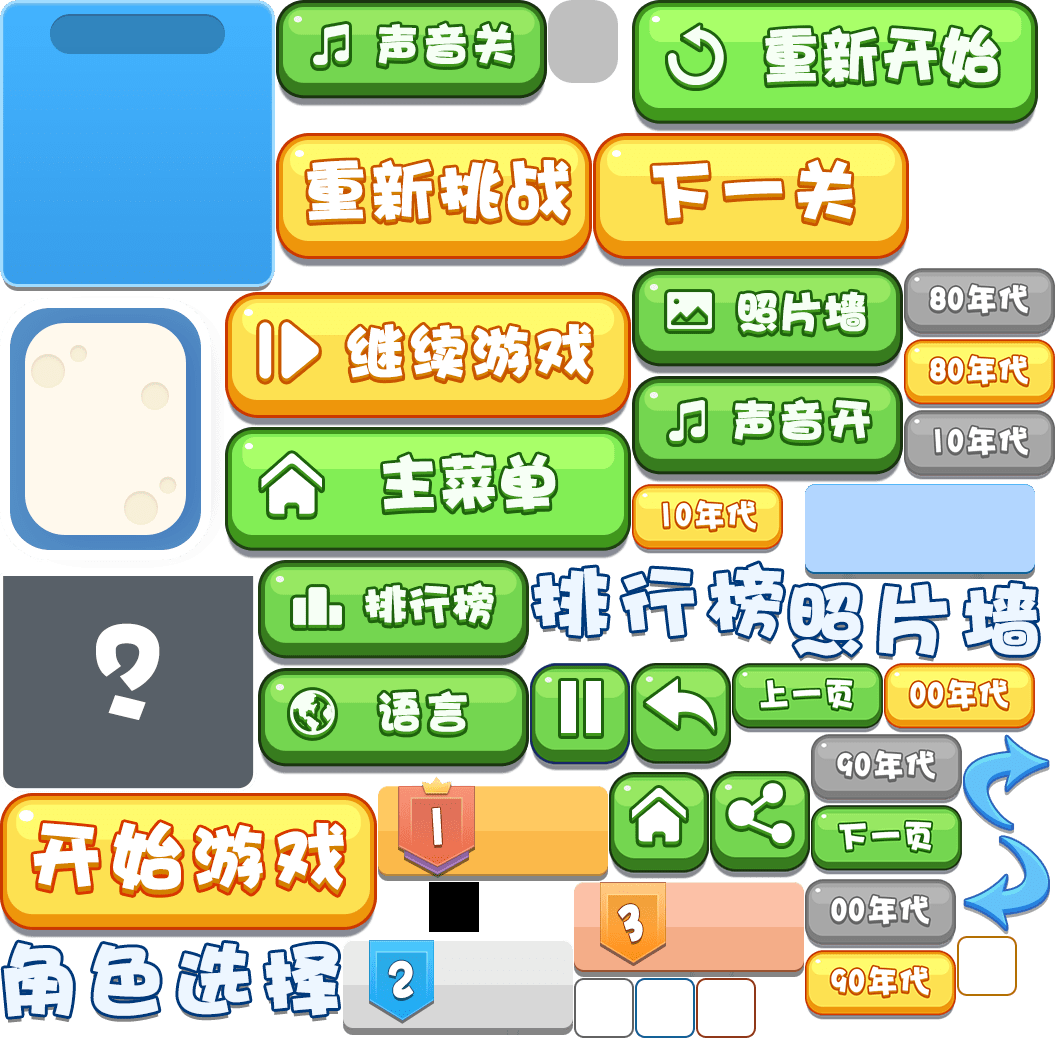 声音关
重新开始
重新挑战
下一关
继续游戏
照片墙
80年代
80年代
声音开
10年代
主菜单
10年代
排行榜
排行榜
照片墙
?
语言
上一页
00年代
90年代
开始游戏
1
下一页
3
00年代
角色选择
2
90年代